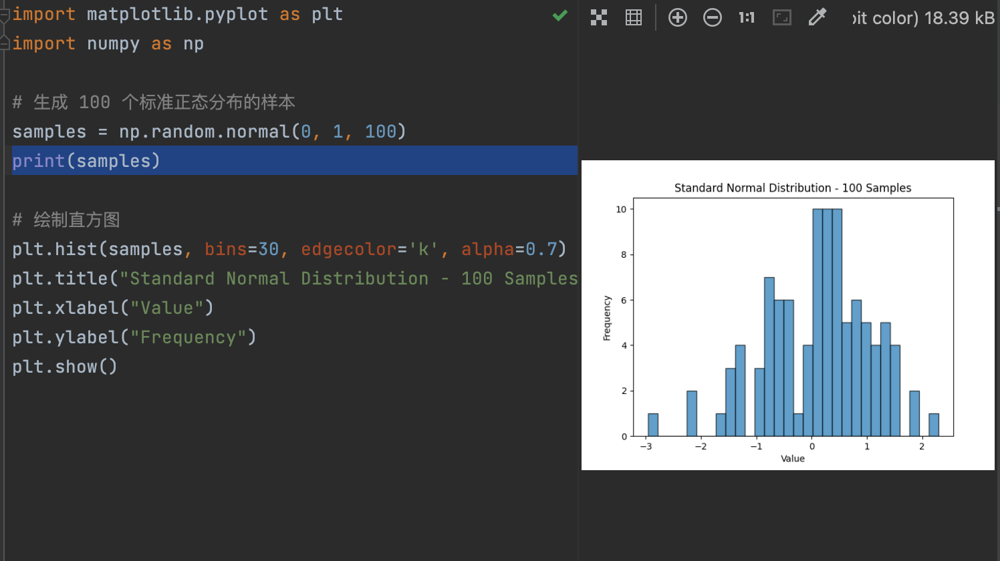 import matplotlib.pyplot as plt
import numpy as np
# 生成 100 个标准正态分布的样本
samples = np.random.normal(0, 1, 100)
print(samples)
# 绘制直方图
plt.hist(samples, bins=30, edgecolor='k', alpha=0.7)
plt.title("Standard Normal Distribution - 100 Samples
plt.xlabel("Value")
plt.ylabel("Frequency")
plt.show()
1:1
bit color) 18.39 kB
Standard Normal Distribution - 100 Samples
Frequency
10
8
6
4
2
0
−3 −2 −1 0 1 2
Value